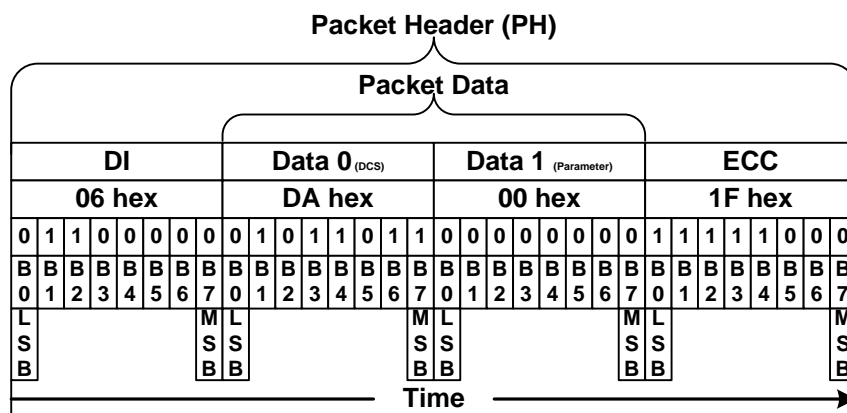 Packet Header (PH)
Packet Data
DI Data 0 (DCS) Data 1 (Parameter) ECC
06 hex DA hex 00 hex 1F hex
0 1 1 0 0 0 0 0 0 1 0 1 1 0 1 1 0 0 0 0 0 0 0 0 1 1 1 1 1 0 0 0
B0 B1 B2 B3 B4 B5 B6 B7 B0 B1 B2 B3 B4 B5 B6 B7 B0 B1 B2 B3 B4 B5 B6 B7 B0 B1 B2 B3 B4 B5 B6 B7
LSB MSB LSB MSB LSB MSB LSB MSB
Time